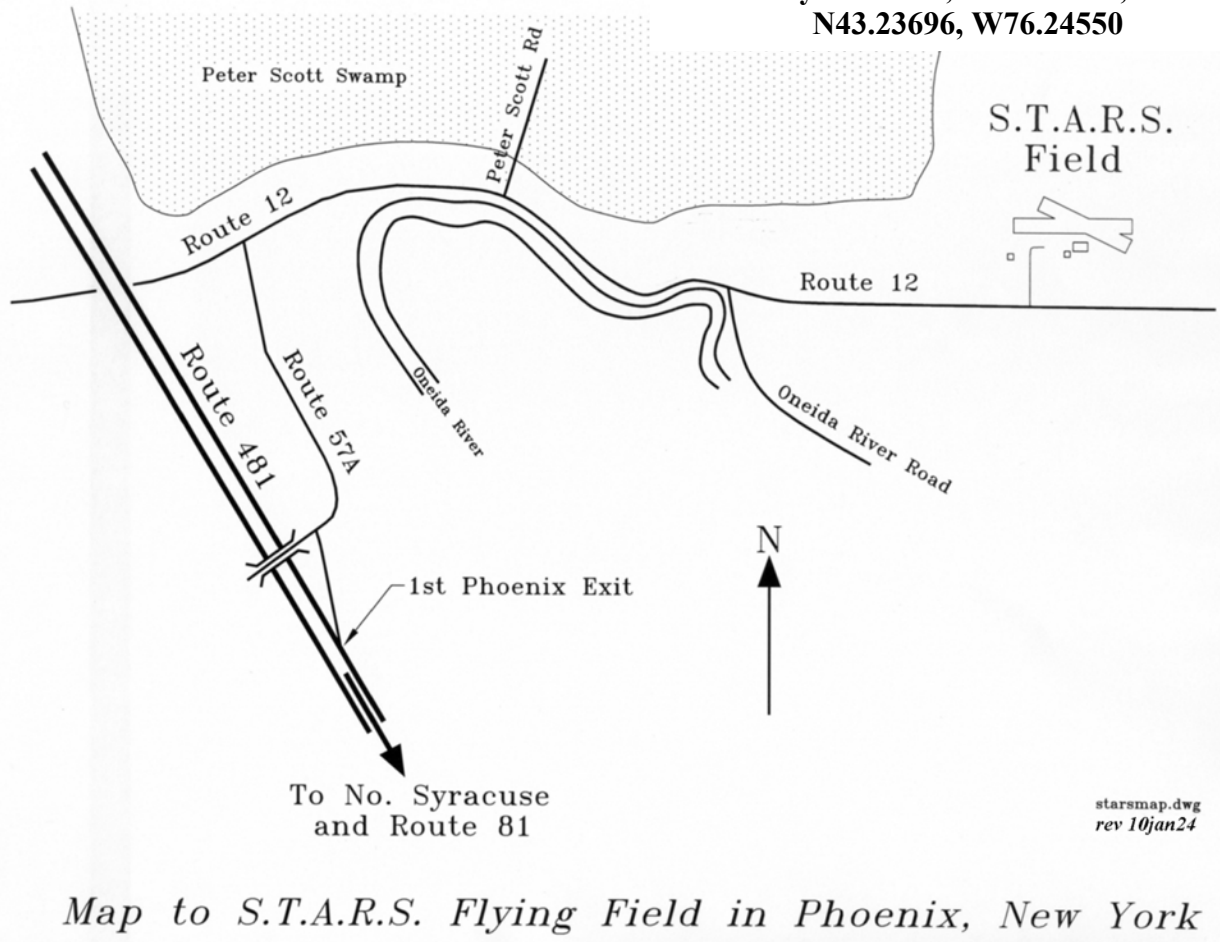 N43.23696, W76.24550
Peter Scott Swamp
Peter Scott Rd
S.T.A.R.S.
Field
Route 12
Route 12
Route 481
Route 57A
Oneida River
Oneida River Road
N
1st Phoenix Exit
To No. Syracuse
and Route 81
starsmap.dwg
rev 10jan24
Map to S.T.A.R.S. Flying Field in Phoenix, New York